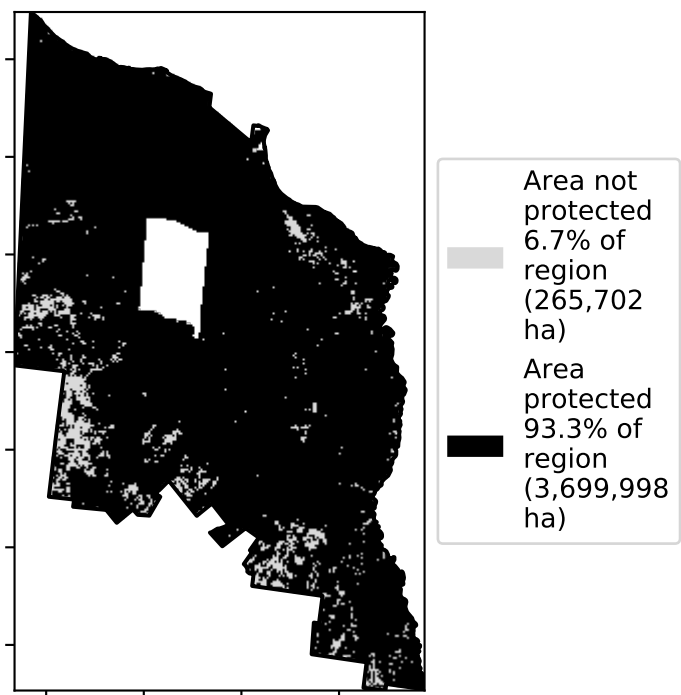 Area not
protected
6.7% of
region
(265,702
ha)
Area
protected
93.3% of
region
(3,699,998
ha)